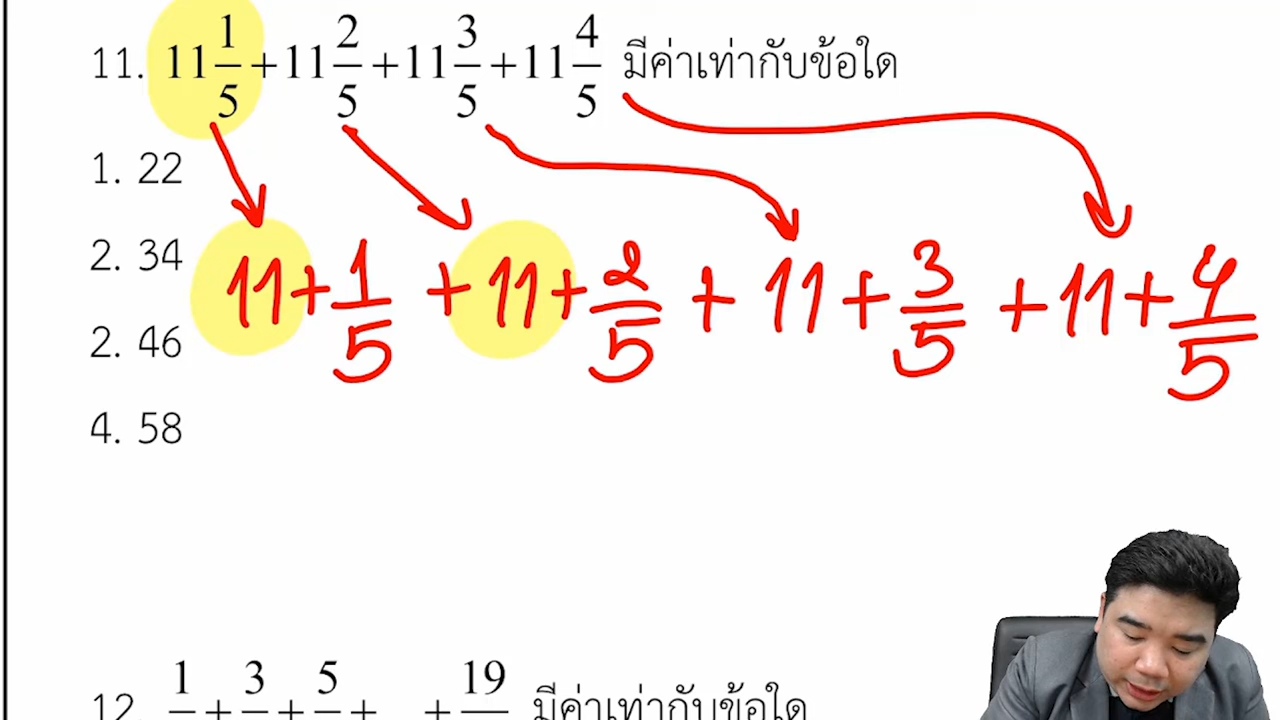 11. 11 1/5 + 11 2/5 + 11 3/5 + 11 4/5 มีค่าเท่ากับข้อใด
1. 22
2. 34
2. 46
4. 58
11 + 1/5 + 11 + 2/5 + 11 + 3/5 + 11 + 4/5
12. 1 + 3 + 5 + + 19 มีค่าเท่ากับข้อใด